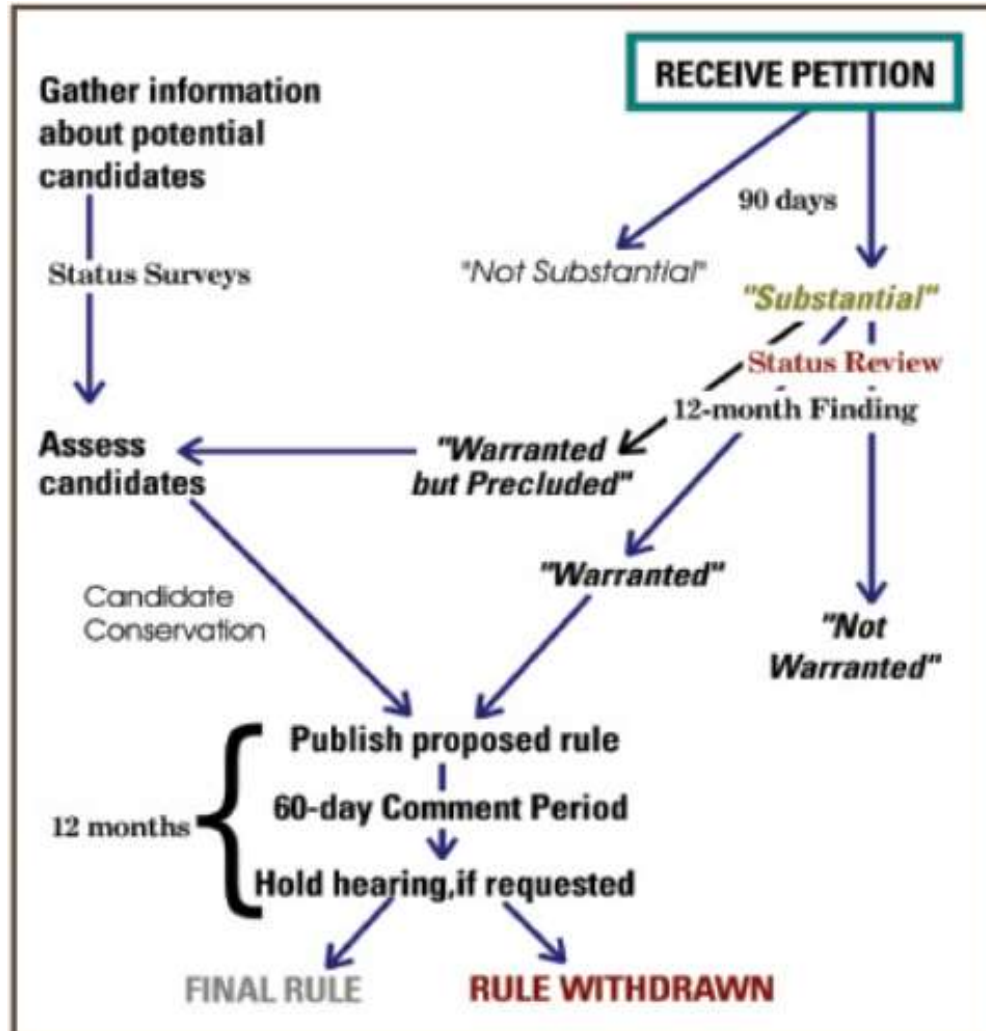 RECEIVE PETITION
Gather information
about potential
candidates
90 days
Status Surveys
"Not Substantial"
"Substantial"
Status Review
12-month Finding
Assess
candidates
"Warranted
but Precluded"
"Warranted"
Candidate
Conservation
"Not
Warranted"
Publish proposed rule
60-day Comment Period
12 months
Hold hearing,if requested
FINAL RULE
RULE WITHDRAWN